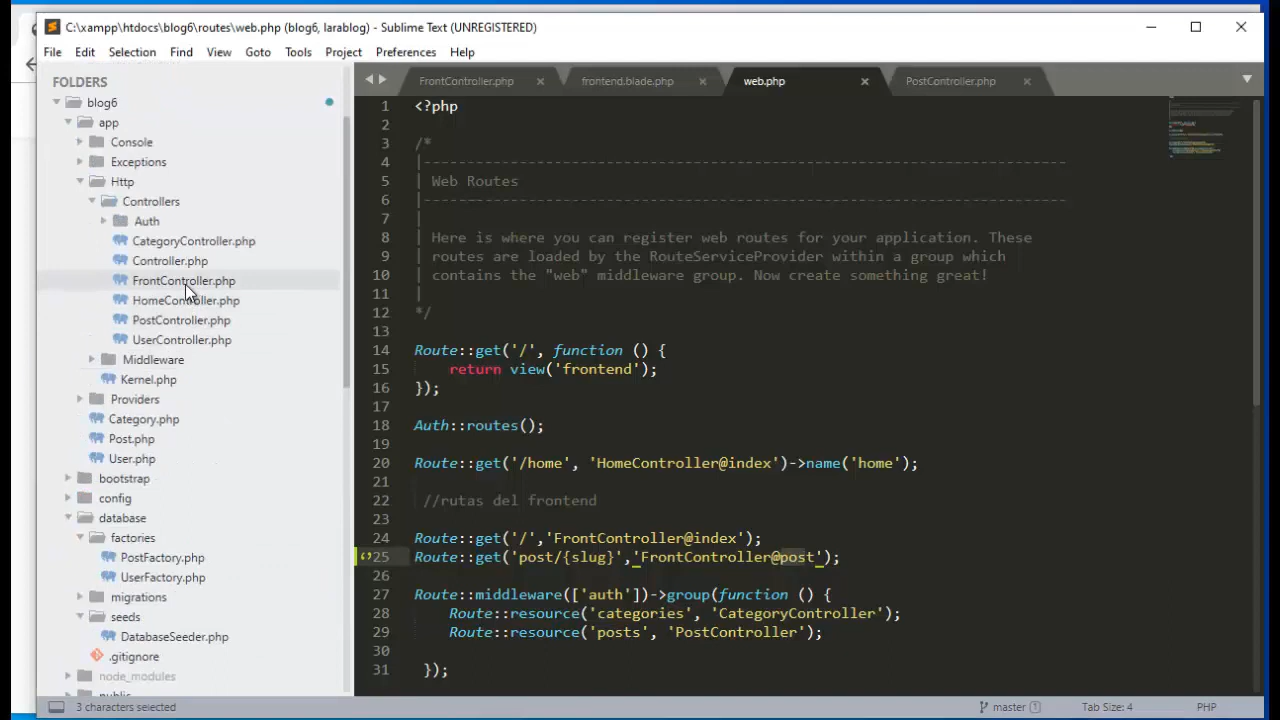 C:\xampp\htdocs\blog6\routes\web.php (blog6, larablog) - Sublime Text (UNREGISTERED)
File Edit Selection View Goto Tools Project Preferences Help
FOLDERS
blog6
app
Console
Exceptions
Http
Controllers
Auth
CategoryController.php
Controller.php
FrontController.php
HomeController.php
PostController.php
UserController.php
Middleware
Kernel.php
Providers
Category.php
Post.php
User.php
bootstrap
config
database
factories
PostFactory.php
UserFactory.php
migrations
seeds
DatabaseSeeder.php
.gitignore
node_modules
public
FrontController.php frontend.blade.php web.php PostController.php
1 <?php
2
3 /*
4 |--------------------------------------------------------------------------
5 | Web Routes
6 |--------------------------------------------------------------------------
7 |
8 | Here is where you can register web routes for your application. These
9 | routes are loaded by the RouteServiceProvider within a group which
10 | contains the "web" middleware group. Now create something great!
11 |
12 */
13
14 Route::get('/', function () {
15 return view('frontend');
16 });
17
18 Auth::routes();
19
20 Route::get('/home', 'HomeController@index')->name('home');
21
22 //rutas del frontend
23
24 Route::get('/','FrontController@index');
25 Route::get('post/{slug}','FrontController@post');
26
27 Route::middleware(['auth'])->group(function () {
28 Route::resource('categories', 'CategoryController');
29 Route::resource('posts', 'PostController');
30
31 });
3 characters selected master 1 Tab Size: 4 PHP